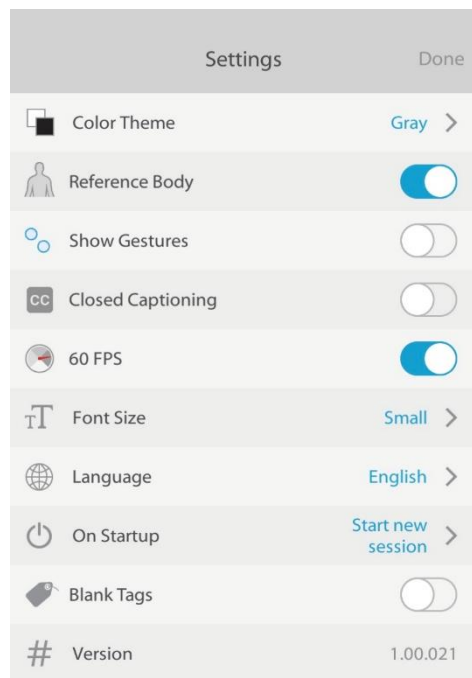 Settings Done
Color Theme Gray
Reference Body
Show Gestures
CC Closed Captioning
60 FPS
TT Font Size Small
Language English
On Startup Start new
session
Blank Tags
# Version 1.00.021